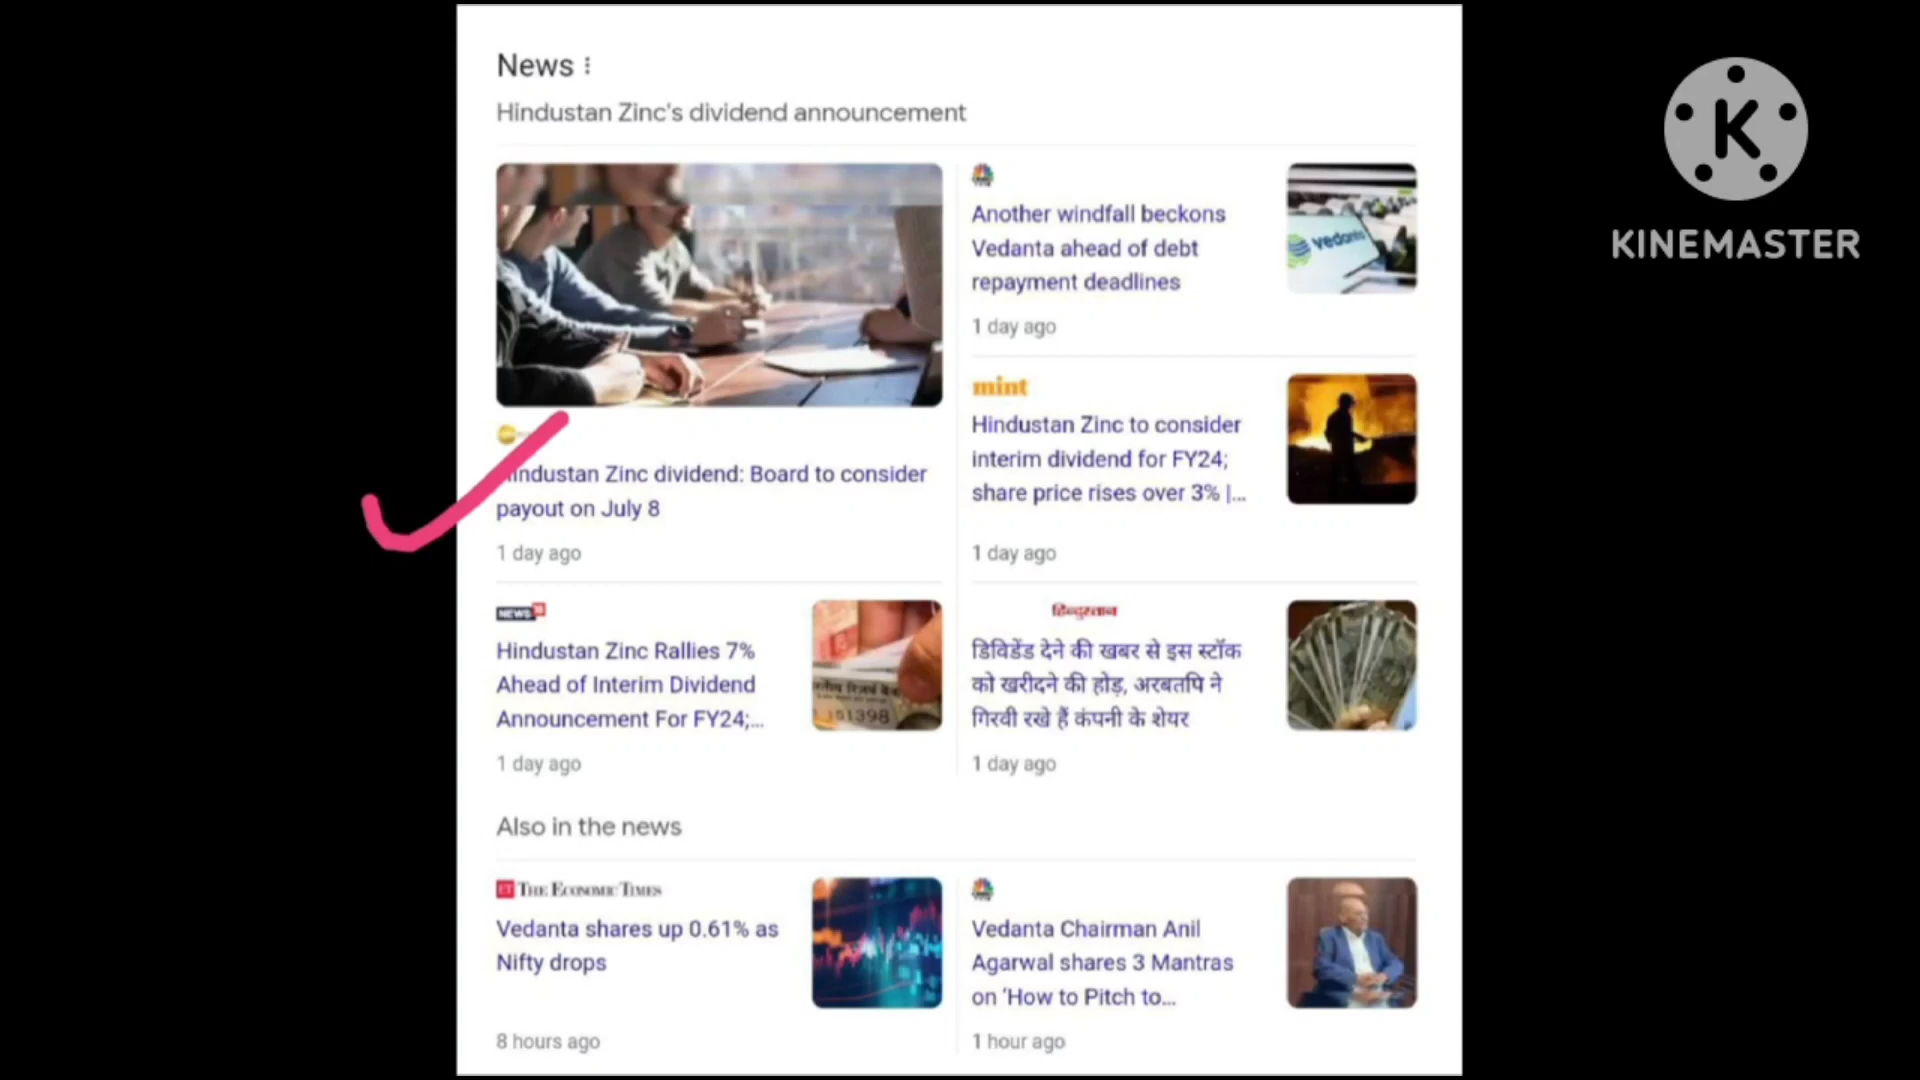 News
Hindustan Zinc's dividend announcement
Hindustan Zinc dividend: Board to consider
payout on July 8
1 day ago
Another windfall beckons
Vedanta ahead of debt
repayment deadlines
1 day ago
mint
Hindustan Zinc to consider
interim dividend for FY24;
share price rises over 3% |...
1 day ago
NEWS18
Hindustan Zinc Rallies 7%
Ahead of Interim Dividend
Announcement For FY24;...
1 day ago
हिन्दुस्तान
डिविडेंड देने की खबर से इस स्टॉक
को खरीदने की होड़, अरबतपि ने
गिरवी रखे हैं कंपनी के शेयर
1 day ago
Also in the news
ET THE ECONOMIC TIMES
Vedanta shares up 0.61% as
Nifty drops
8 hours ago
Vedanta Chairman Anil
Agarwal shares 3 Mantras
on ‘How to Pitch to...
1 hour ago
vedanta
101398
K
KINEMASTER